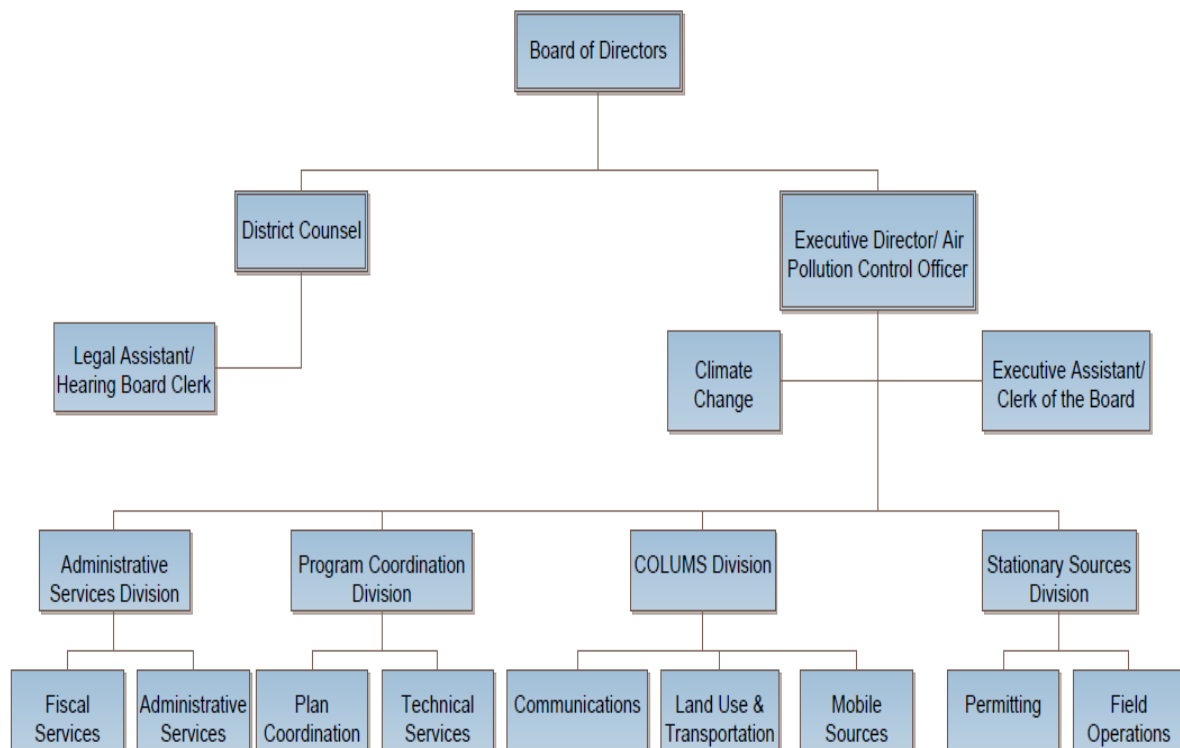 Board of Directors
District Counsel
Executive Director/ Air
Pollution Control Officer
Legal Assistant/
Hearing Board Clerk
Climate
Change
Executive Assistant/
Clerk of the Board
Administrative
Services Division
Program Coordination
Division
COLUMS Division
Stationary Sources
Division
Fiscal
Services
Administrative
Services
Plan
Coordination
Technical
Services
Communications
Land Use &
Transportation
Mobile
Sources
Permitting
Field
Operations